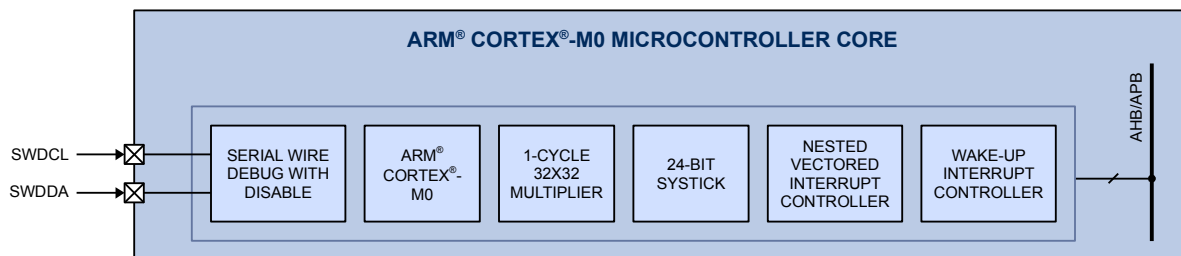 ARM® CORTEX®-M0 MICROCONTROLLER CORE
AHB/APB
SWDCL
SWDDA
SERIAL WIRE
DEBUG WITH
DISABLE
ARM®
CORTEX®-
M0
1-CYCLE
32X32
MULTIPLIER
24-BIT
SYSTICK
NESTED
VECTORED
INTERRUPT
CONTROLLER
WAKE-UP
INTERRUPT
CONTROLLER